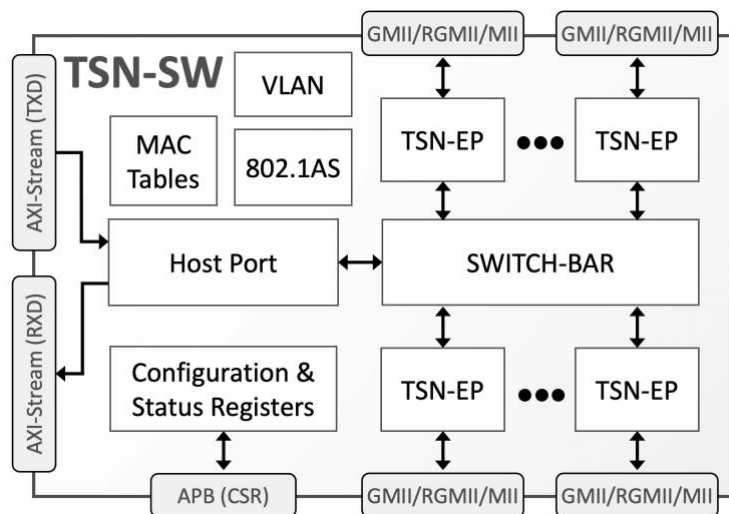 GMII/RGMII/MII
GMII/RGMII/MII
TSN-SW
VLAN
AXI-Stream (TXD)
MAC
Tables
802.1AS
TSN-EP
TSN-EP
Host Port
SWITCH-BAR
AXI-Stream (RXD)
Configuration &
Status Registers
TSN-EP
TSN-EP
APB (CSR)
GMII/RGMII/MII
GMII/RGMII/MII